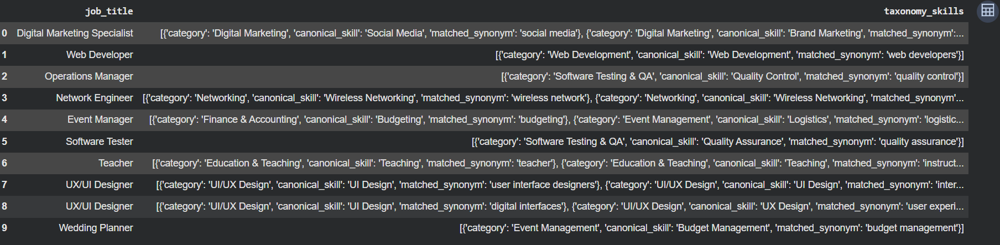 job_title taxonomy_skills
0 Digital Marketing Specialist [{'category': 'Digital Marketing', 'canonical_skill': 'Social Media', 'matched_synonym': 'social media'}, {'category': 'Digital Marketing', 'canonical_skill': 'Brand Marketing', 'matched_synonym':...
1 Web Developer [{'category': 'Web Development', 'canonical_skill': 'Web Development', 'matched_synonym': 'web developers'}]
2 Operations Manager [{'category': 'Software Testing & QA', 'canonical_skill': 'Quality Control', 'matched_synonym': 'quality control'}]
3 Network Engineer [{'category': 'Networking', 'canonical_skill': 'Wireless Networking', 'matched_synonym': 'wireless network'}, {'category': 'Networking', 'canonical_skill': 'Wireless Networking', 'matched_synonym'...
4 Event Manager [{'category': 'Finance & Accounting', 'canonical_skill': 'Budgeting', 'matched_synonym': 'budgeting'}, {'category': 'Event Management', 'canonical_skill': 'Logistics', 'matched_synonym': 'logistic...
5 Software Tester [{'category': 'Software Testing & QA', 'canonical_skill': 'Quality Assurance', 'matched_synonym': 'quality assurance'}]
6 Teacher [{'category': 'Education & Teaching', 'canonical_skill': 'Teaching', 'matched_synonym': 'teacher'}, {'category': 'Education & Teaching', 'canonical_skill': 'Teaching', 'matched_synonym': 'instruct...
7 UX/UI Designer [{'category': 'UI/UX Design', 'canonical_skill': 'UI Design', 'matched_synonym': 'user interface designers'}, {'category': 'UI/UX Design', 'canonical_skill': 'UI Design', 'matched_synonym': 'inter...
8 UX/UI Designer [{'category': 'UI/UX Design', 'canonical_skill': 'UI Design', 'matched_synonym': 'digital interfaces'}, {'category': 'UI/UX Design', 'canonical_skill': 'UX Design', 'matched_synonym': 'user experi...
9 Wedding Planner [{'category': 'Event Management', 'canonical_skill': 'Budget Management', 'matched_synonym': 'budget management'}]